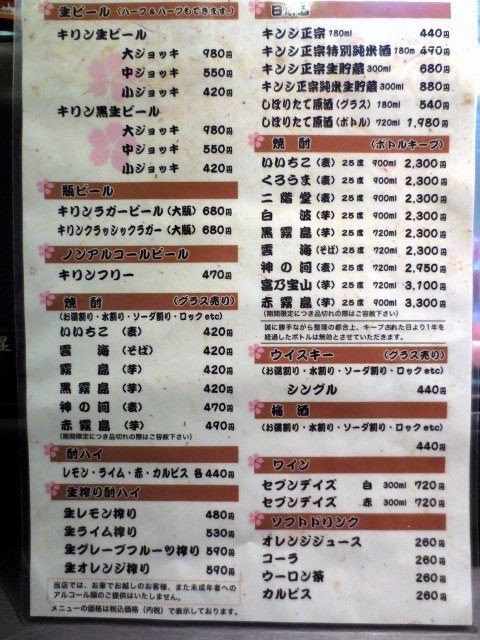 生ビール (ハーフ&ハーフもできます。)
キリン生ビール
大ジョッキ 980円
中ジョッキ 550円
小ジョッキ 420円
キリン黒生ビール
大ジョッキ 980円
中ジョッキ 550円
小ジョッキ 420円
瓶ビール
キリンラガービール(大瓶) 680円
キリンクラッシックラガー(大瓶) 680円
ノンアルコールビール
キリンフリー 470円
焼酎 (グラス売り)
(お湯割り・水割り・ソーダ割り・ロックetc)
いいちこ(麦) 420円
雲海(そば) 420円
霧島(芋) 420円
黒霧島(芋) 420円
神の河(麦) 470円
赤霧島(芋) 490円
(期間限定につき品切れの際はご容赦下さい)
酎ハイ
レモン・ライム・赤・カルピス 各440円
生搾り酎ハイ
生レモン搾り 480円
生ライム搾り 530円
生グレープフルーツ搾り 590円
生オレンジ搾り 590円
当店では、お車でお越しのお客様、また未成年者への
アルコール類のご提供はいたしません。
メニューの価格は税込価格(内税)で表示しております。
日
キンシ正宗 180ml 440円
キンシ正宗特別純米酒 180m 490円
キンシ正宗生貯蔵 300ml 680円
キンシ正宗純米生貯蔵 300ml 880円
しぼりたて原酒(グラス) 180ml 540円
しぼりたて原酒(ボトル) 720ml 1,980円
焼酎 (ボトルキープ)
いいちこ(麦) 25度 900ml 2,300円
くろうま(麦) 25度 900ml 2,300円
二階堂(麦) 25度 900ml 2,300円
白波(芋) 25度 900ml 2,300円
黒霧島(芋) 25度 720ml 2,300円
雲海(そば) 25度 720ml 2,300円
神の河(麦) 25度 720ml 2,950円
富乃宝山(芋) 25度 720ml 3,100円
赤霧島(芋) 25度 900ml 3,300円
(期間限定につき品切れの際はご容赦下さい)
誠に勝手ながら整理の都合上、キープされた日より1年を
経過したボトルは無効とさせていただきます。
ウイスキー (グラス売り)
(お湯割り・水割り・ソーダ割り・ロックetc)
シングル 440円
梅酒
(お湯割り・水割り・ソーダ割り・ロックetc)
440円
ワイン
セブンデイズ 白 300ml 720円
セブンデイズ 赤 300ml 720円
ソフトドリンク
オレンジジュース 260円
コーラ 260円
ウーロン茶 260円
カルピス 260円